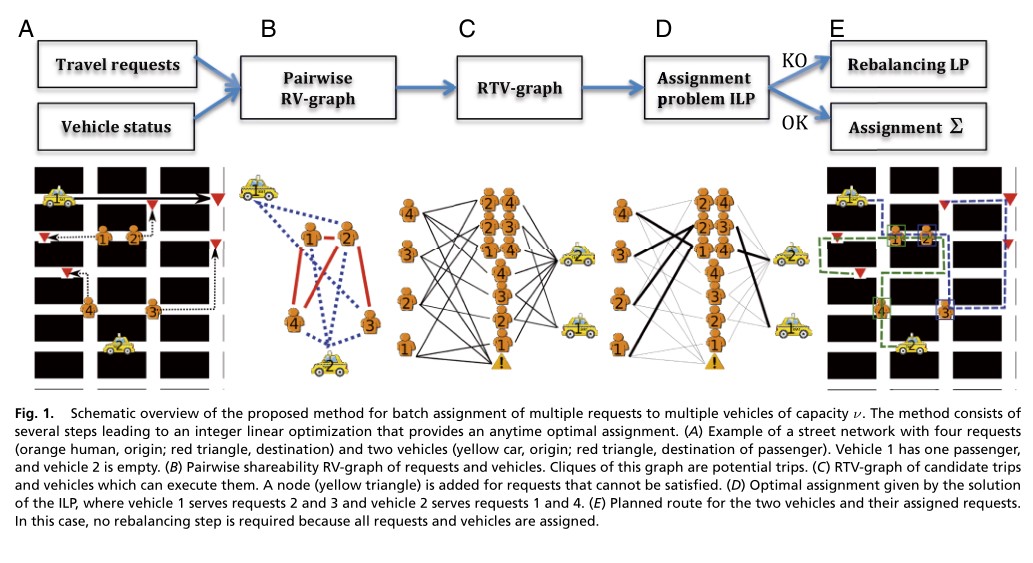 A
B
C
D
E
Travel requests
Vehicle status
Pairwise
RV-graph
RTV-graph
Assignment
problem ILP
KO
OK
Rebalancing LP
Assignment Σ
1
1
2
4
3
2
1
1
2
4
3
2
4
3
2
1
2 4
2 3
1 4
4
3
2
1
!
2
1
4
3
2
1
2 4
2 3
1 4
4
3
2
1
!
2
1
1
1
2
4
3
2
Fig. 1. Schematic overview of the proposed method for batch assignment of multiple requests to multiple vehicles of capacity ν. The method consists of
several steps leading to an integer linear optimization that provides an anytime optimal assignment. (A) Example of a street network with four requests
(orange human, origin; red triangle, destination) and two vehicles (yellow car, origin; red triangle, destination of passenger). Vehicle 1 has one passenger,
and vehicle 2 is empty. (B) Pairwise shareability RV-graph of requests and vehicles. Cliques of this graph are potential trips. (C) RTV-graph of candidate trips
and vehicles which can execute them. A node (yellow triangle) is added for requests that cannot be satisfied. (D) Optimal assignment given by the solution
of the ILP, where vehicle 1 serves requests 2 and 3 and vehicle 2 serves requests 1 and 4. (E) Planned route for the two vehicles and their assigned requests.
In this case, no rebalancing step is required because all requests and vehicles are assigned.